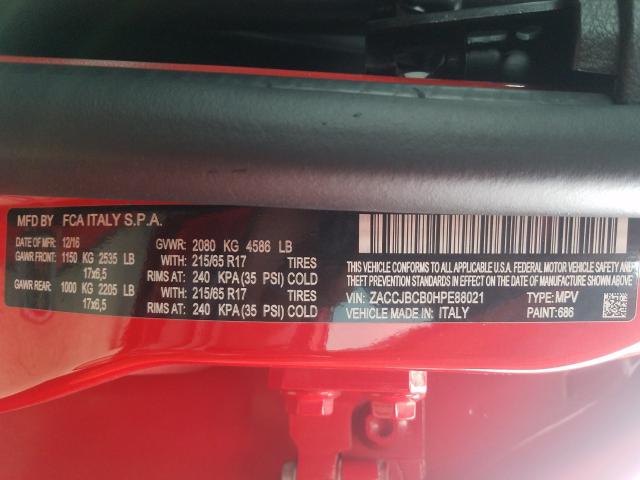 MFD BY FCA ITALY S.P.A.
DATE OF MFR: 12/16 GVWR: 2080 KG 4586 LB
GAWR FRONT: 1150 KG 2535 LB WITH: 215/65 R17 TIRES
17x6,5 RIMS AT: 240 KPA (35 PSI) COLD
GAWR REAR: 1000 KG 2205 LB WITH: 215/65 R17 TIRES
17x6,5 RIMS AT: 240 KPA (35 PSI) COLD
THIS VEHICLE CONFORMS TO ALL APPLICABLE FEDERAL MOTOR VEHICLE SAFETY AND
THEFT PREVENTION STANDARDS IN EFFECT ON THE DATE OF MANUFACTURE SHOWN ABOVE.
VIN: ZACCJBCB0HPE88021 TYPE: MPV
VEHICLE MADE IN: ITALY PAINT: 686